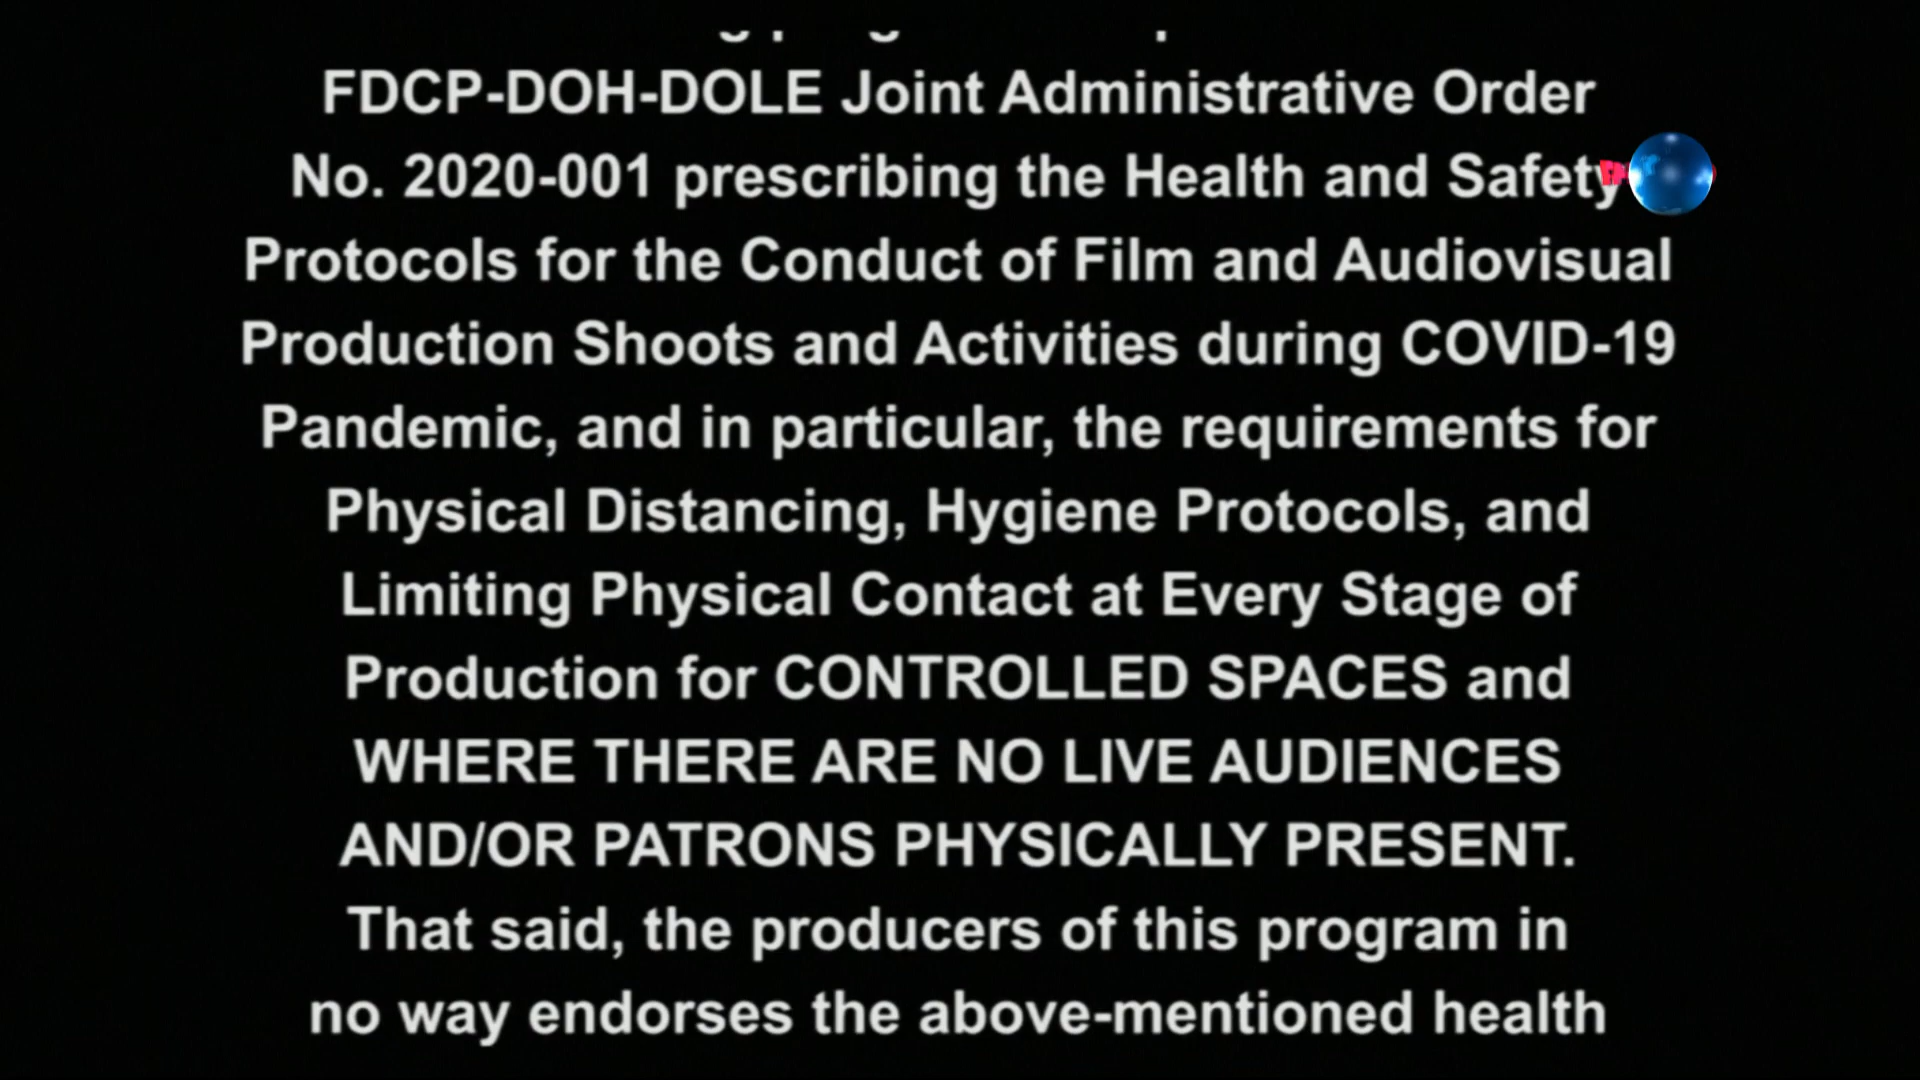 FDCP-DOH-DOLE Joint Administrative Order
No. 2020-001 prescribing the Health and Safety
Protocols for the Conduct of Film and Audiovisual
Production Shoots and Activities during COVID-19
Pandemic, and in particular, the requirements for
Physical Distancing, Hygiene Protocols, and
Limiting Physical Contact at Every Stage of
Production for CONTROLLED SPACES and
WHERE THERE ARE NO LIVE AUDIENCES
AND/OR PATRONS PHYSICALLY PRESENT.
That said, the producers of this program in
no way endorses the above-mentioned health